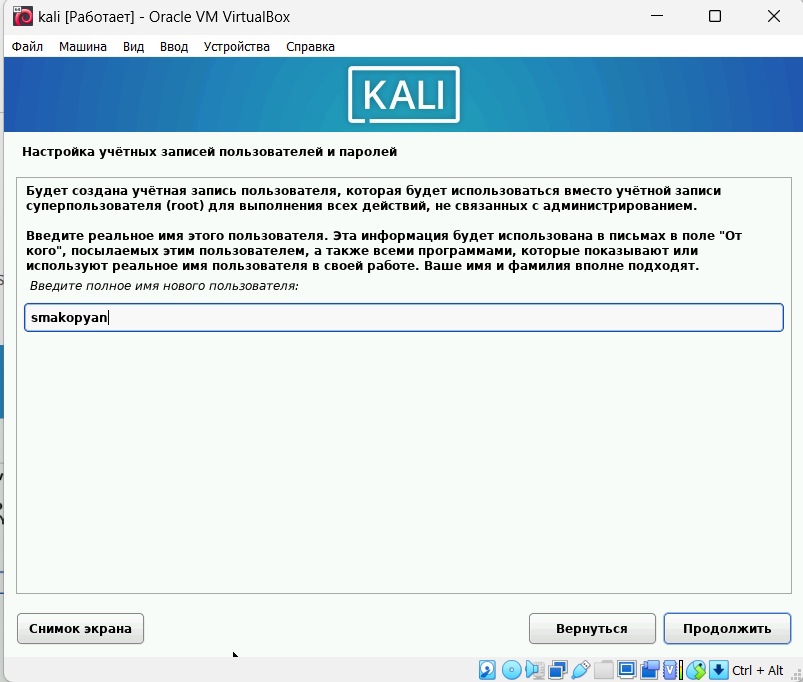 kali [Работает] - Oracle VM VirtualBox
Файл Машина Вид Ввод Устройства Справка
KALI
Настройка учётных записей пользователей и паролей
Будет создана учётная запись пользователя, которая будет использоваться вместо учётной записи
суперпользователя (root) для выполнения всех действий, не связанных с администрированием.
Введите реальное имя этого пользователя. Эта информация будет использована в письмах в поле "От
кого", посылаемых этим пользователем, а также всеми программами, которые показывают или
используют реальное имя пользователя в своей работе. Ваше имя и фамилия вполне подходят.
Введите полное имя нового пользователя:
smakopyan
Снимок экрана Вернуться Продолжить
Ctrl + Alt